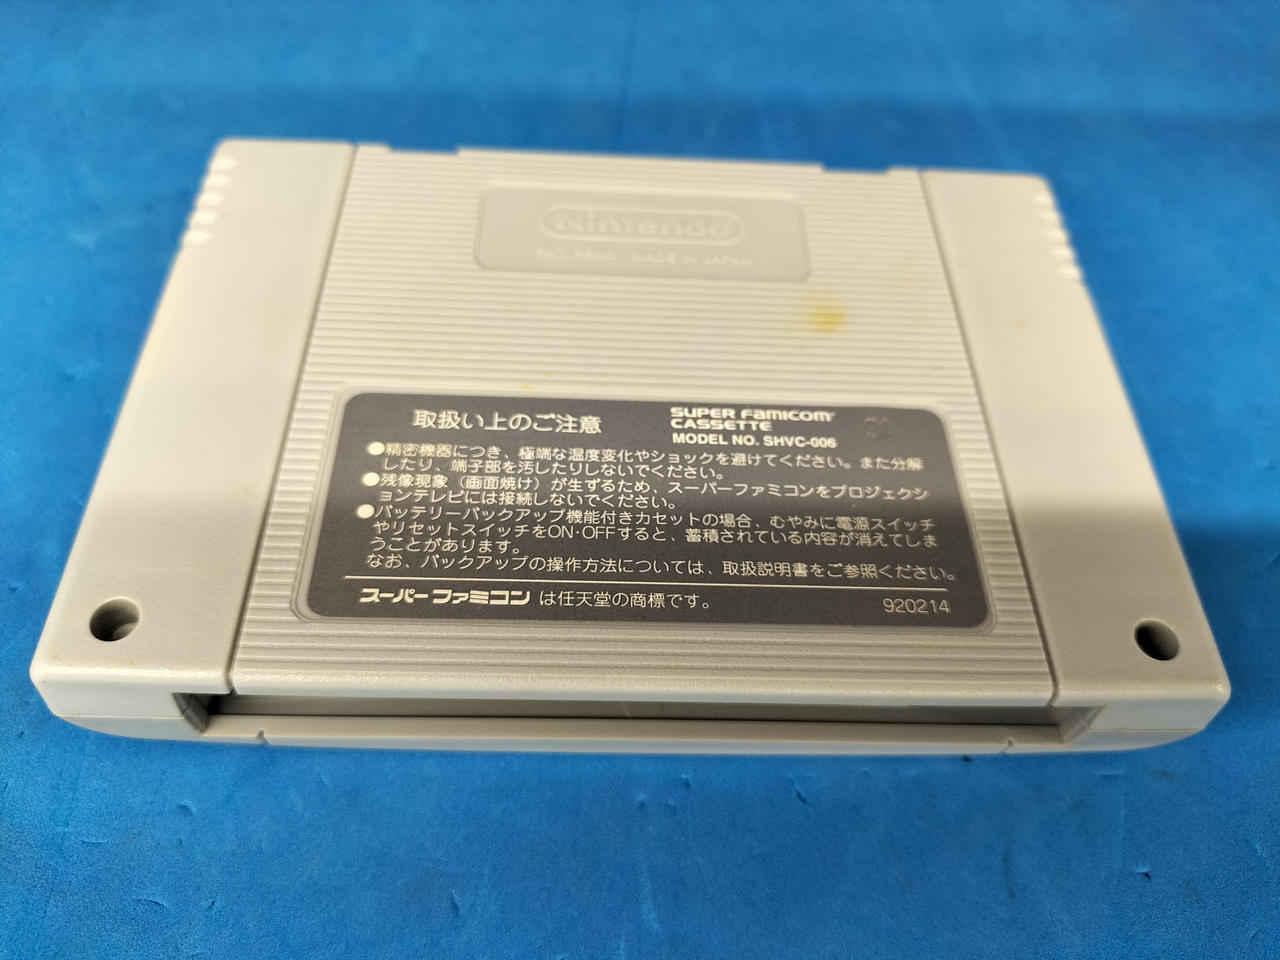 Nintendo
PAT. PEND. MADE IN JAPAN
取扱い上のご注意
SUPER FAMICOM
CASSETTE
MODEL NO. SHVC-006
●精密機器につき、極端な温度変化やショックを避けてください。また分解
したり、端子部を汚したりしないでください。
●残像現象（画面焼け）が生ずるため、スーパーファミコンをプロジェクシ
ョンテレビには接続しないでください。
●バッテリーバックアップ機能付きカセットの場合、むやみに電源スイッチ
やリセットスイッチをON·OFFすると、蓄積されている内容が消えてしま
うことがあります。
なお、バックアップの操作方法については、取扱説明書をご参照ください。
スーパーファミコン は任天堂の商標です。
920214